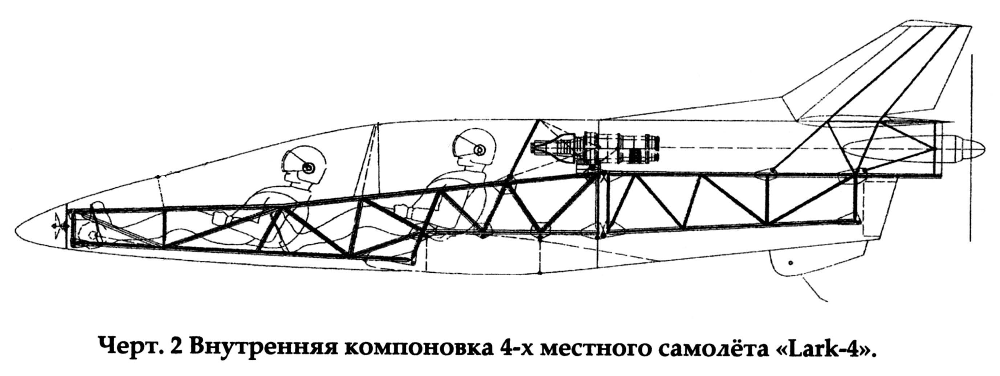 Черт. 2 Внутренняя компоновка 4-х местного самолёта «Lark-4».